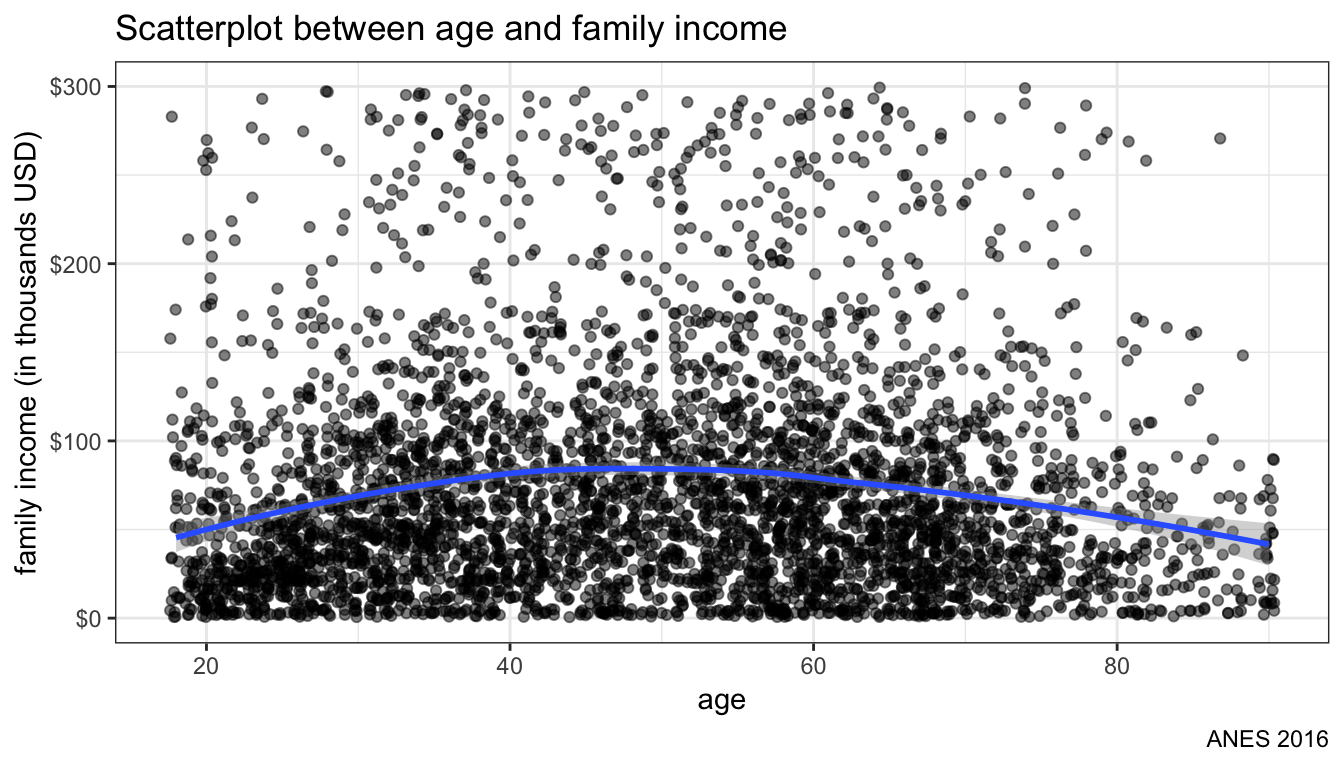 Scatterplot between age and family income
family income (in thousands USD)
$300
$200
$100
$0
20 40 60 80
age
ANES 2016